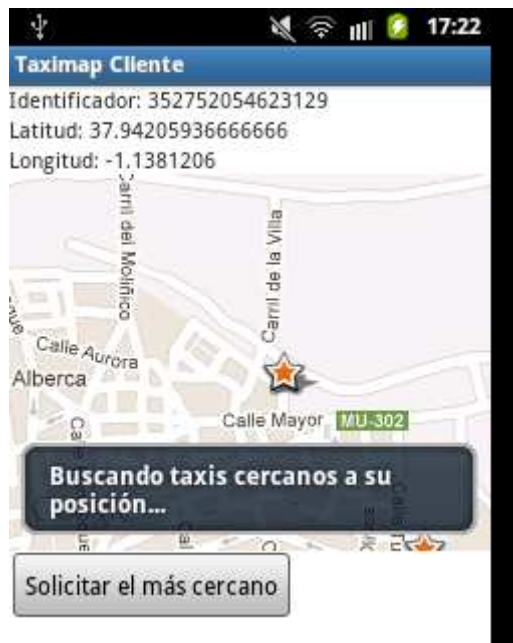 17:22
Taximap Cliente
Identificador: 352752054623129
Latitud: 37.94205936666666
Longitud: -1.1381206
Carril del Moliñico
Carril de la Villa
Calle Aurora
Alberca
Calle Mayor
MU-302
Buscando taxis cercanos a su
posición...
Solicitar el más cercano